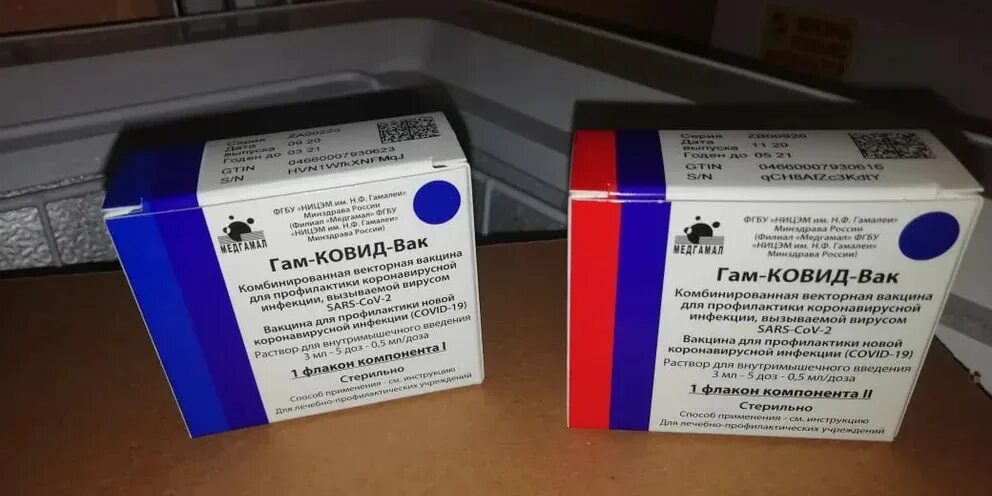 Серия ZA00220
Дата
выпуска 09 20
Годен до 03 21
GTIN 04660007930623
S/N HVN1WfkXNFMqJ
МЕДГАМАЛ
ФГБУ «НИЦЭМ им. Н.Ф. Гамалеи»
Минздрава России
(Филиал «Медгамал» ФГБУ
«НИЦЭМ им. Н.Ф. Гамалеи»
Минздрава России)
Гам-КОВИД-Вак
Комбинированная векторная вакцина
для профилактики коронавирусной
инфекции, вызываемой вирусом
SARS-CoV-2
Вакцина для профилактики новой
коронавирусной инфекции (COVID-19)
Раствор для внутримышечного введения
3 мл - 5 доз - 0,5 мл/доза
1 флакон компонента I
Стерильно
Способ применения – см. инструкцию
Для лечебно-профилактических учреждений
Серия ZB00920
Дата
выпуска 11 20
Годен до 05 21
GTIN 04660007930616
S/N qCH8AfZc3KdfY
МЕДГАМАЛ
ФГБУ «НИЦЭМ им. Н.Ф. Гамалеи»
Минздрава России
(Филиал «Медгамал» ФГБУ
«НИЦЭМ им. Н.Ф. Гамалеи»
Минздрава России)
Гам-КОВИД-Вак
Комбинированная векторная вакцина
для профилактики коронавирусной
инфекции, вызываемой вирусом
SARS-CoV-2
Вакцина для профилактики новой
коронавирусной инфекции (COVID-19)
Раствор для внутримышечного введения
3 мл - 5 доз - 0,5 мл/доза
1 флакон компонента II
Стерильно
Способ применения – см. инструкцию
Для лечебно-профилактических учреждений